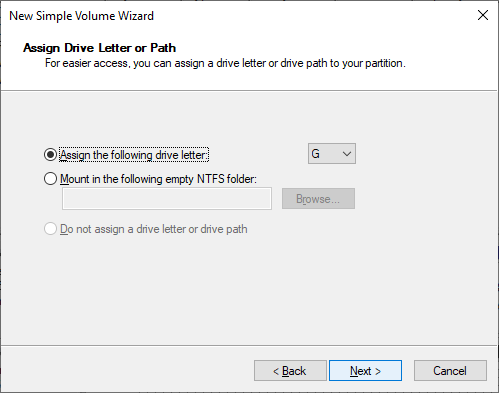 New Simple Volume Wizard
Assign Drive Letter or Path
For easier access, you can assign a drive letter or drive path to your partition.
Assign the following drive letter: G
Mount in the following empty NTFS folder:
Browse...
Do not assign a drive letter or drive path
< Back Next > Cancel